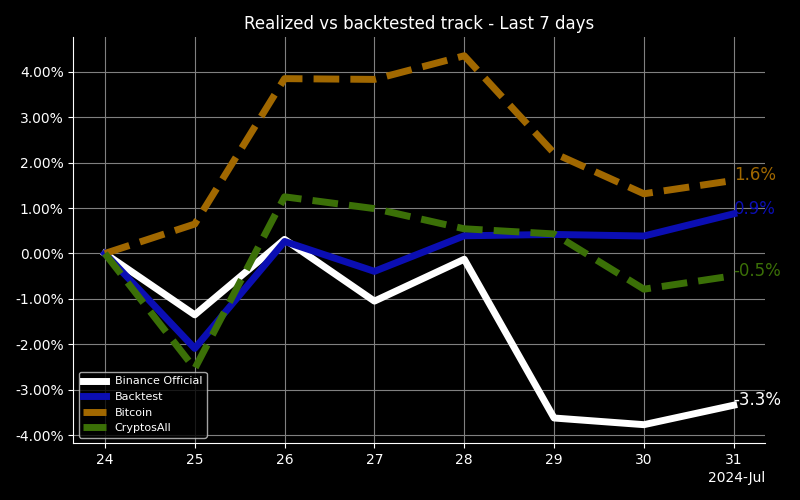 Realized vs backtested track - Last 7 days
4.00%
3.00%
2.00%
1.00%
0.00%
-1.00%
-2.00%
-3.00%
-4.00%
1.6%
0.9%
-0.5%
-3.3%
Binance Official
Backtest
Bitcoin
CryptosAll
24 25 26 27 28 29 30 31
2024-Jul